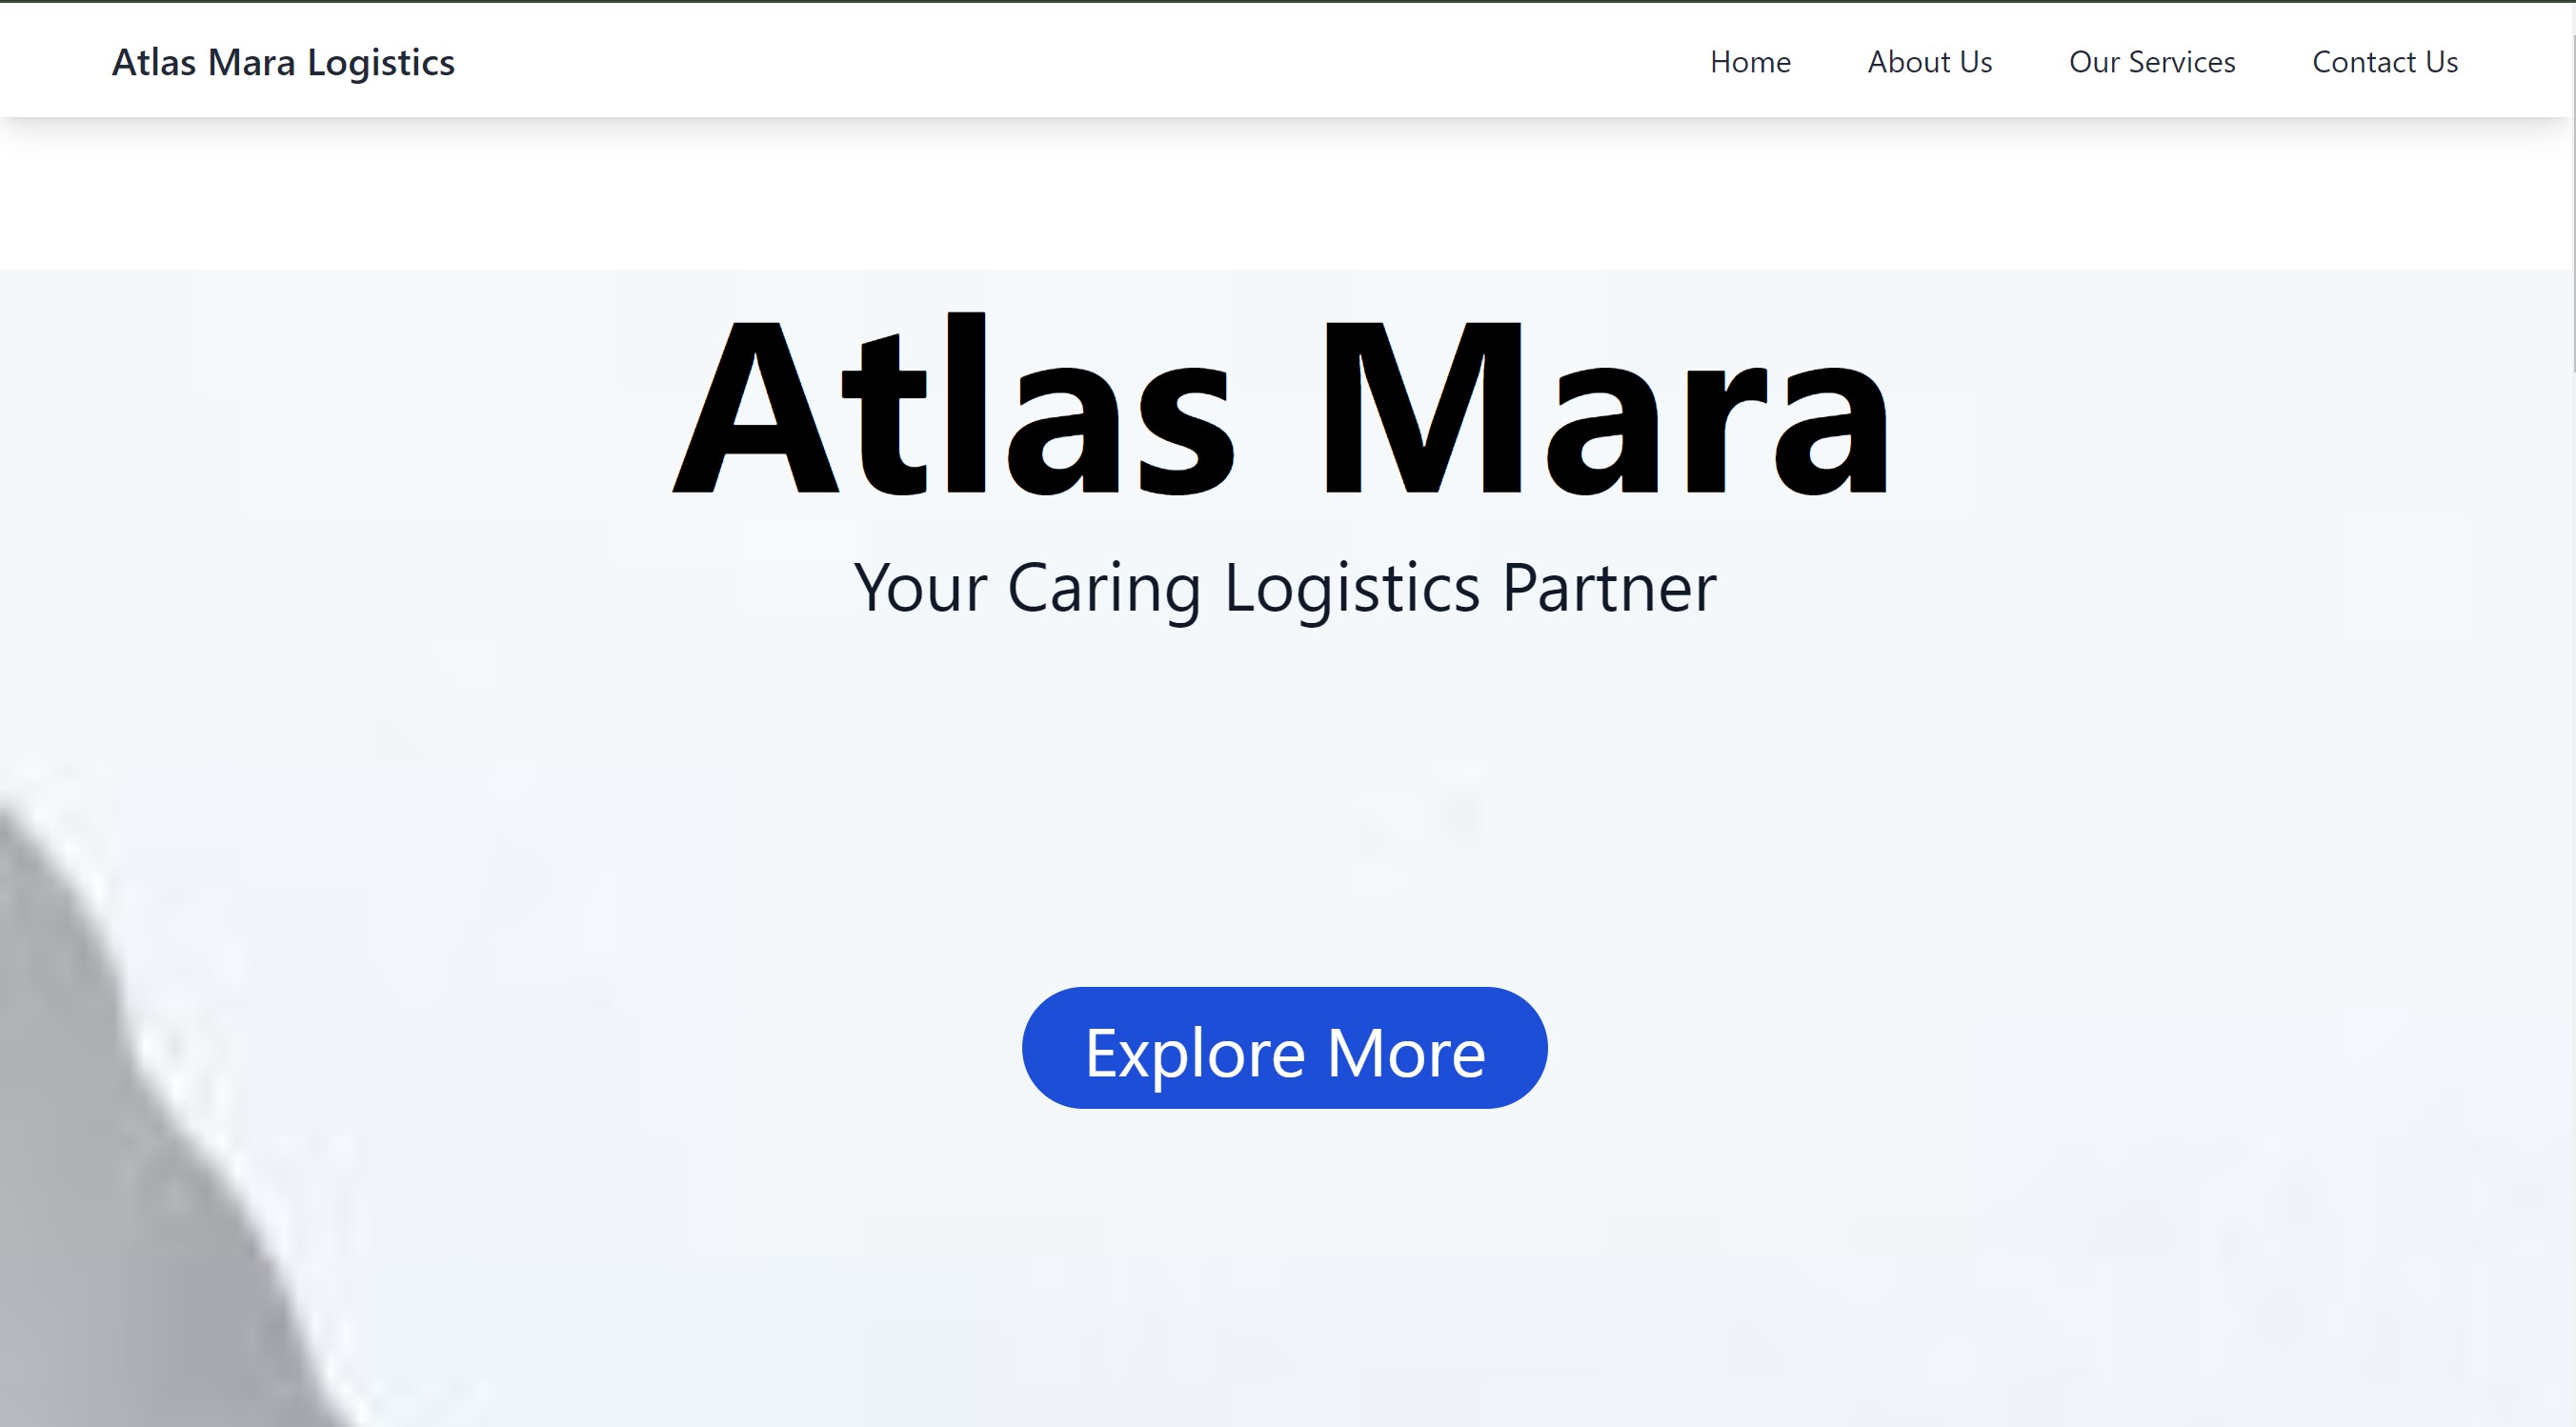 Atlas Mara Logistics
Home
About Us
Our Services
Contact Us
Atlas Mara
Your Caring Logistics Partner
Explore More